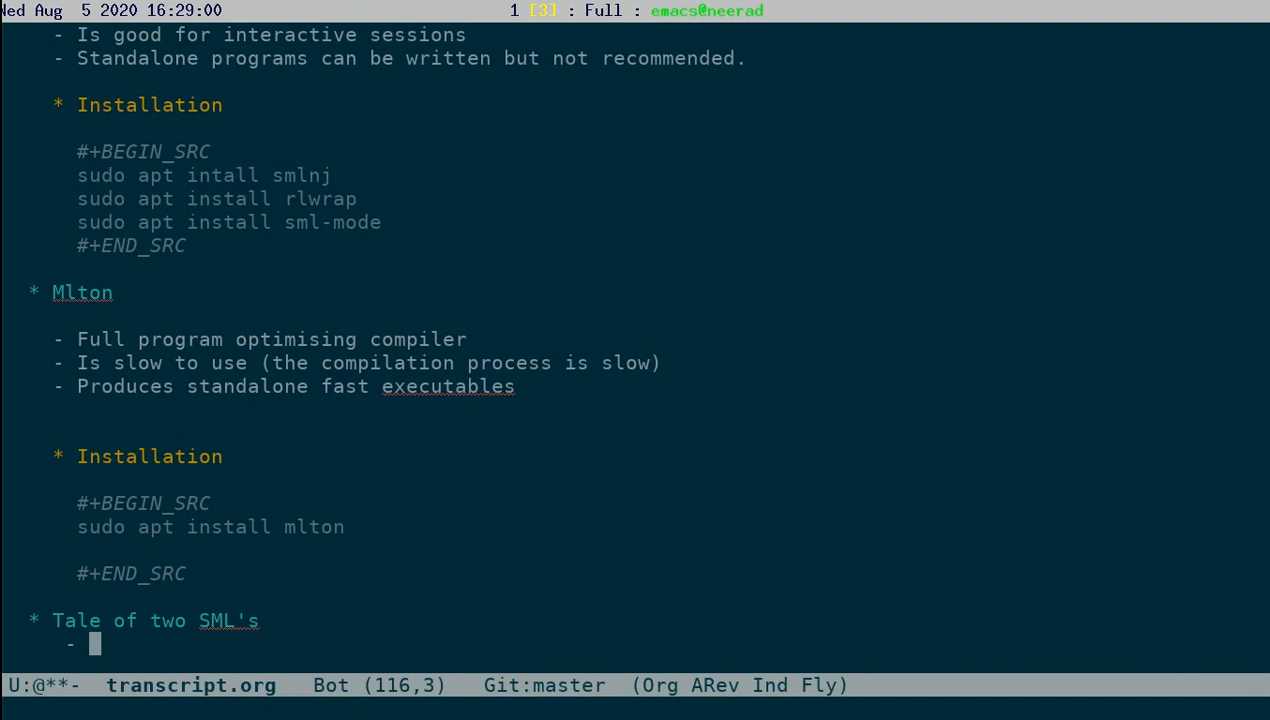 Wed Aug  5 2020 16:29:00 1 [3] : Full : emacs@neerad
- Is good for interactive sessions
- Standalone programs can be written but not recommended.
* Installation
#+BEGIN_SRC
sudo apt intall smlnj
sudo apt install rlwrap
sudo apt install sml-mode
#+END_SRC
* Mlton
- Full program optimising compiler
- Is slow to use (the compilation process is slow)
- Produces standalone fast executables
* Installation
#+BEGIN_SRC
sudo apt install mlton
#+END_SRC
* Tale of two SML's
-
U:@**-  transcript.org   Bot (116,3)   Git:master  (Org ARev Ind Fly)